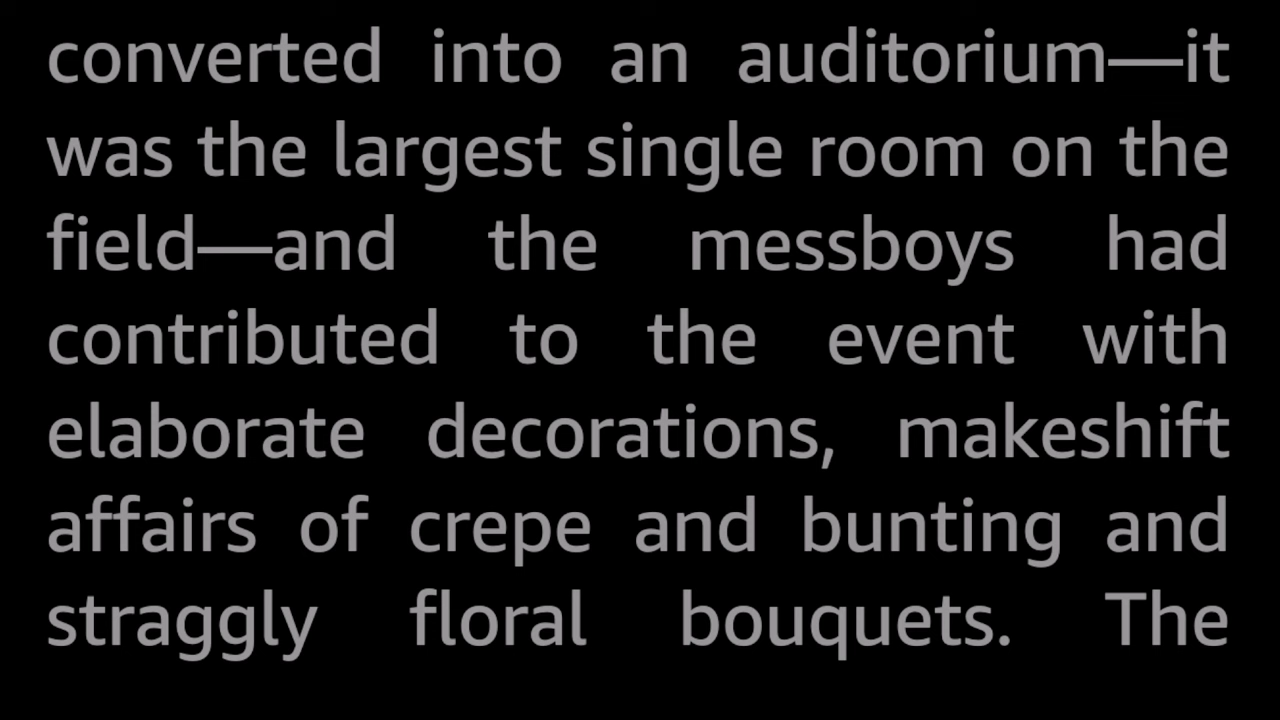 converted into an auditorium—it
was the largest single room on the
field—and the messboys had
contributed to the event with
elaborate decorations, makeshift
affairs of crepe and bunting and
straggly floral bouquets. The